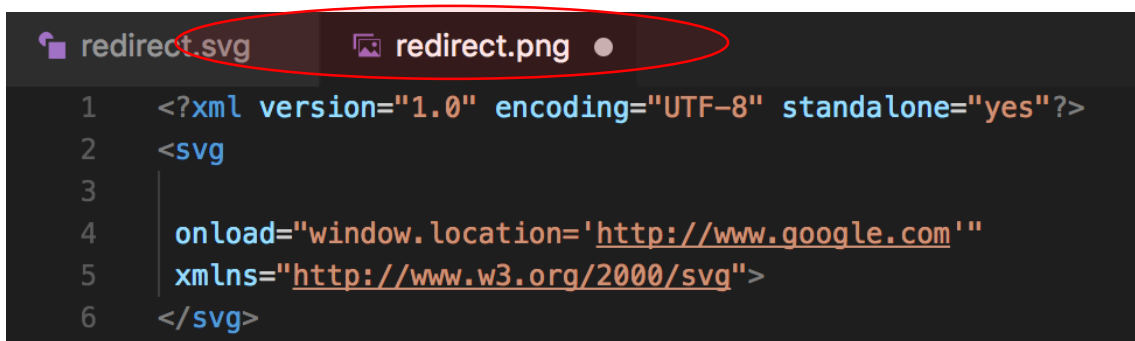 redirect.svg redirect.png
1 <?xml version="1.0" encoding="UTF-8" standalone="yes"?>
2 <svg
3
4 onload="window.location='http://www.google.com'"
5 xmlns="http://www.w3.org/2000/svg">
6 </svg>